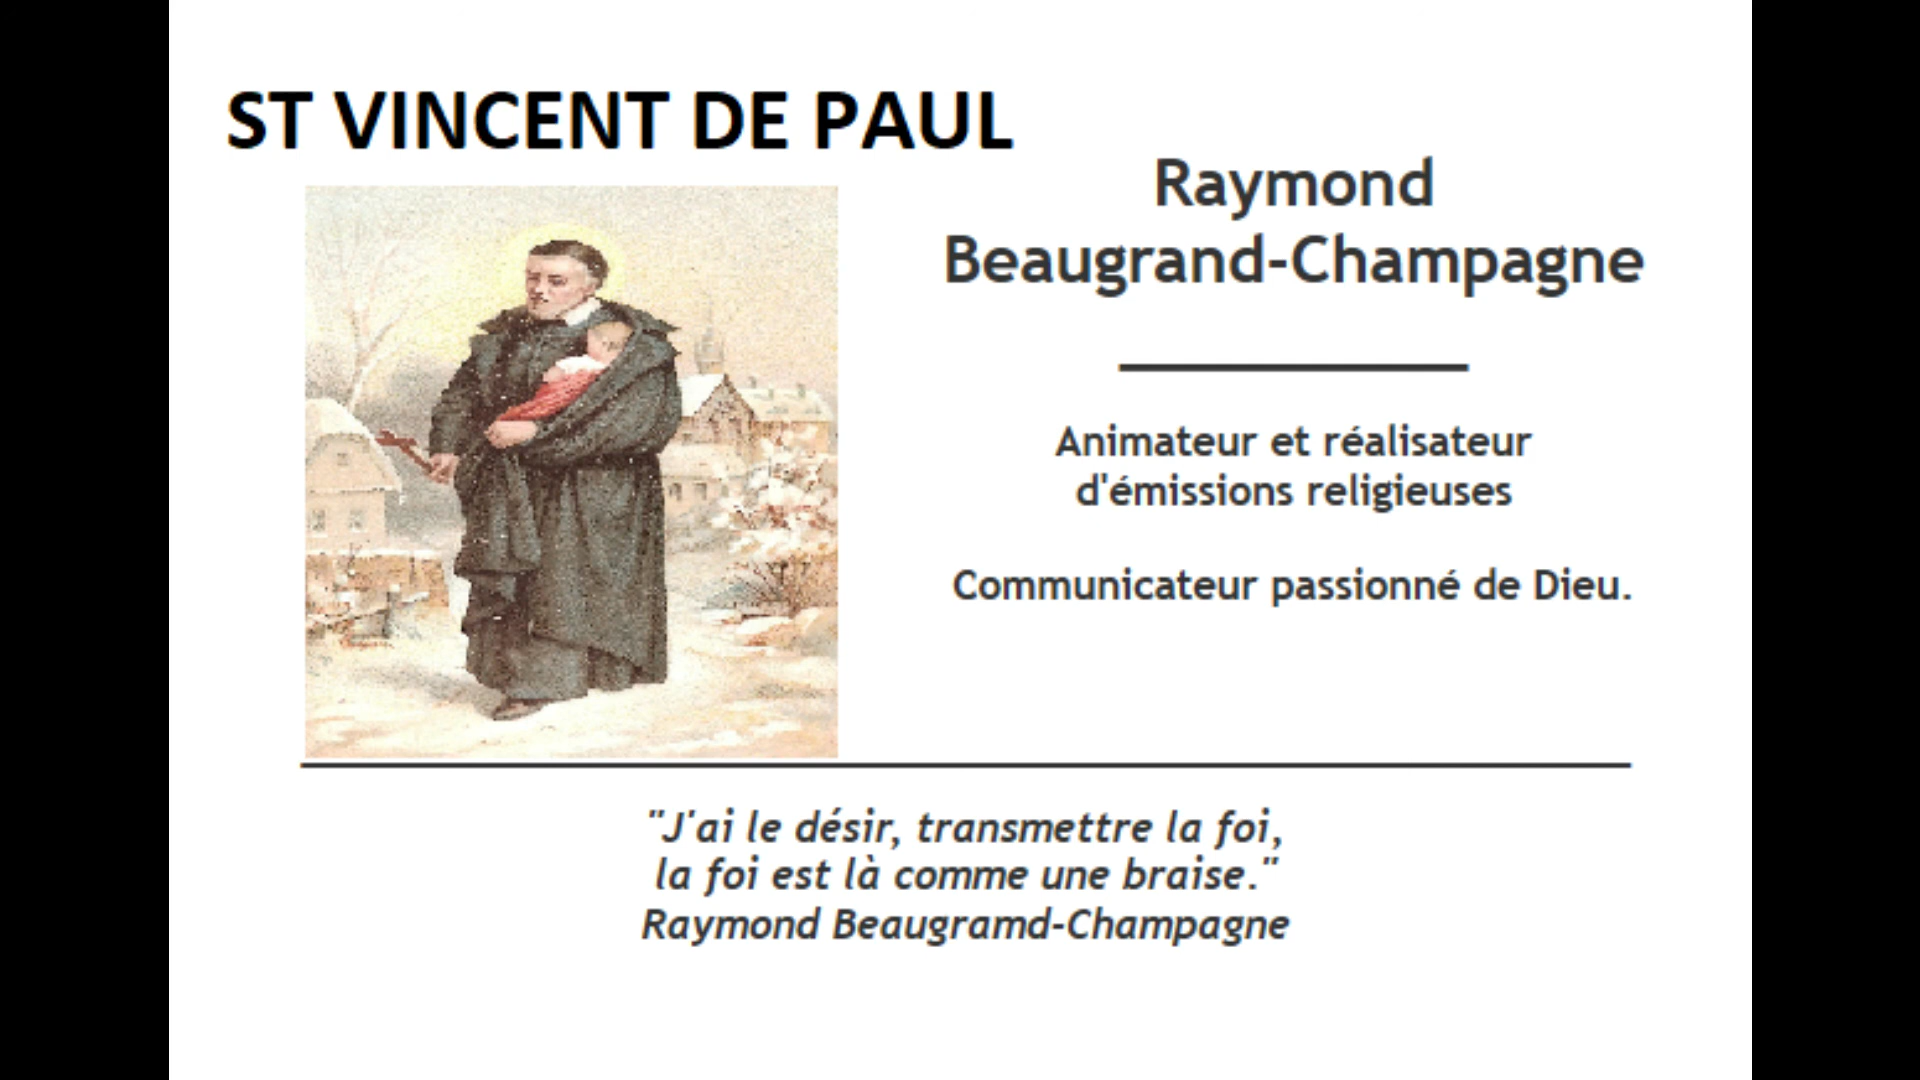 ST VINCENT DE PAUL
Raymond
Beaugrand-Champagne
Animateur et réalisateur
d'émissions religieuses
Communicateur passionné de Dieu.
"J'ai le désir, transmettre la foi,
la foi est là comme une braise."
Raymond Beaugramd-Champagne